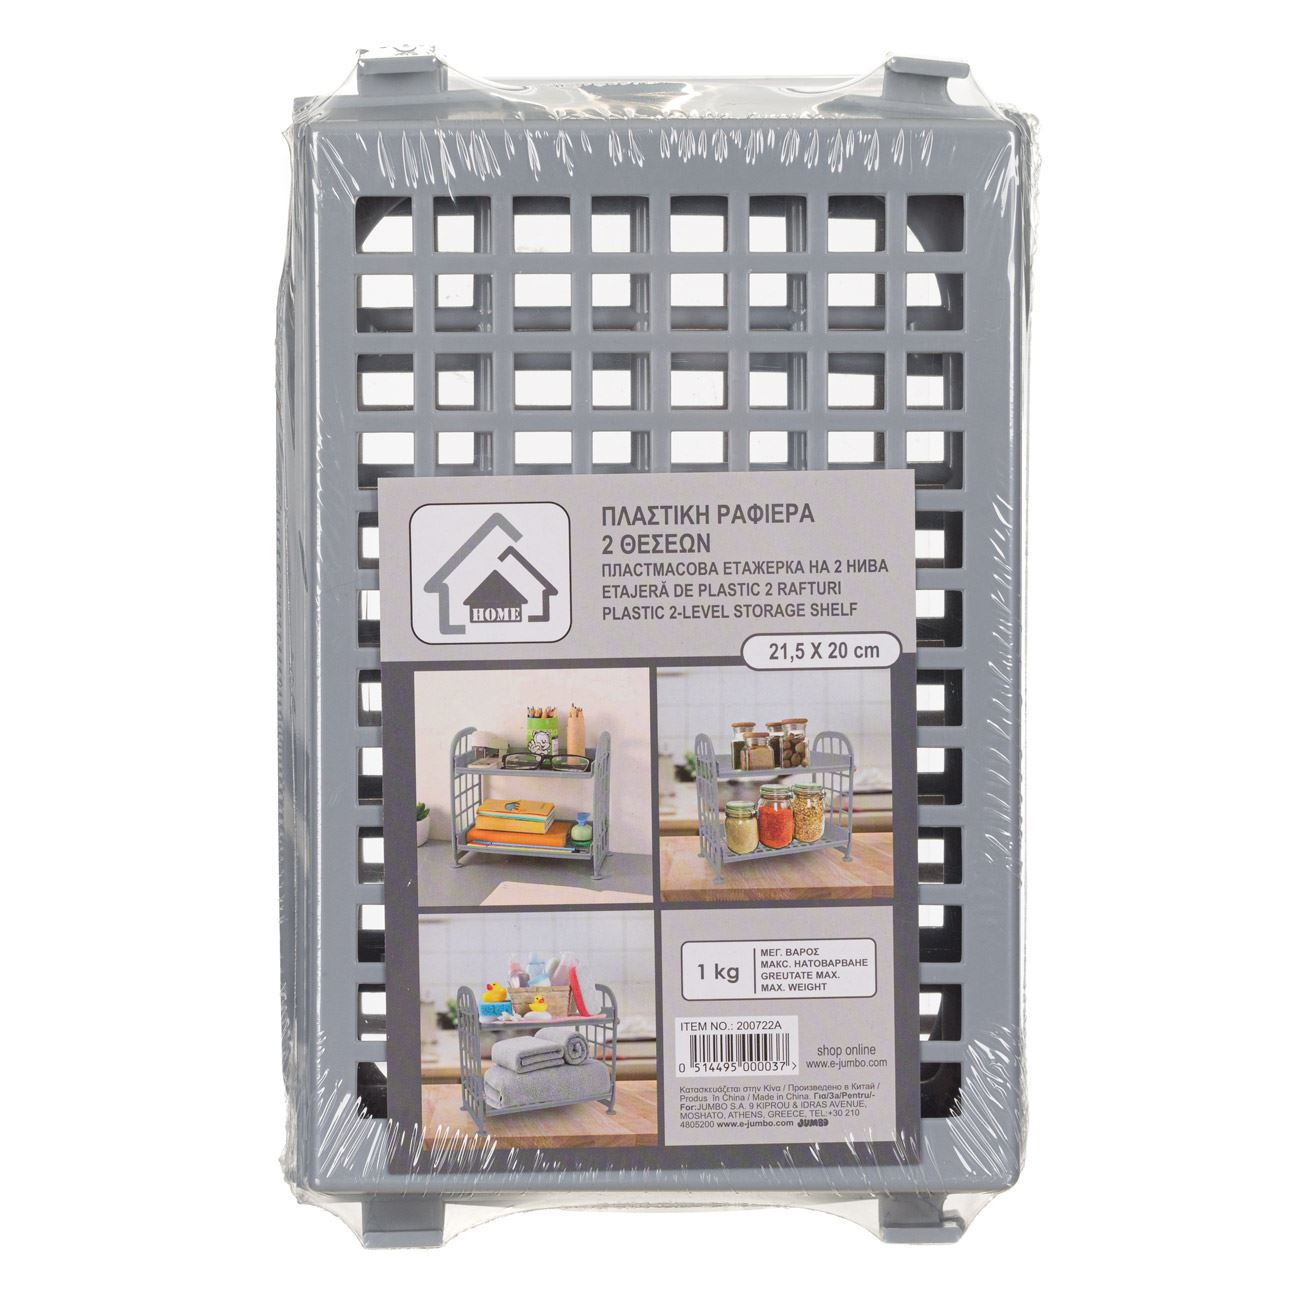 HOME
ΠΛΑΣΤΙΚΗ ΡΑΦΙΕΡΑ
2 ΘΕΣΕΩΝ
ПЛАСТМАСОВА ЕТАЖЕРКА НА 2 НИВА
ETAJERĂ DE PLASTIC 2 RAFTURI
PLASTIC 2-LEVEL STORAGE SHELF
21,5 X 20 cm
1 kg
ΜΕΓ. ΒΑΡΟΣ
МАКС. НАТОВАРВАНЕ
GREUTATE MAX.
MAX. WEIGHT
ITEM NO.: 200722A
0 514495 000037 >
shop online
www.e-jumbo.com
Κατασκευάζεται στην Κίνα / Произведено в Китай /
Produs în China / Made in China. Για/За/Pentru/-
For:JUMBO S.A. 9 KIPROU & IDRAS AVENUE,
MOSHATO, ATHENS, GREECE, TEL:+30 210
4805200 www.e-jumbo.com JUMBO